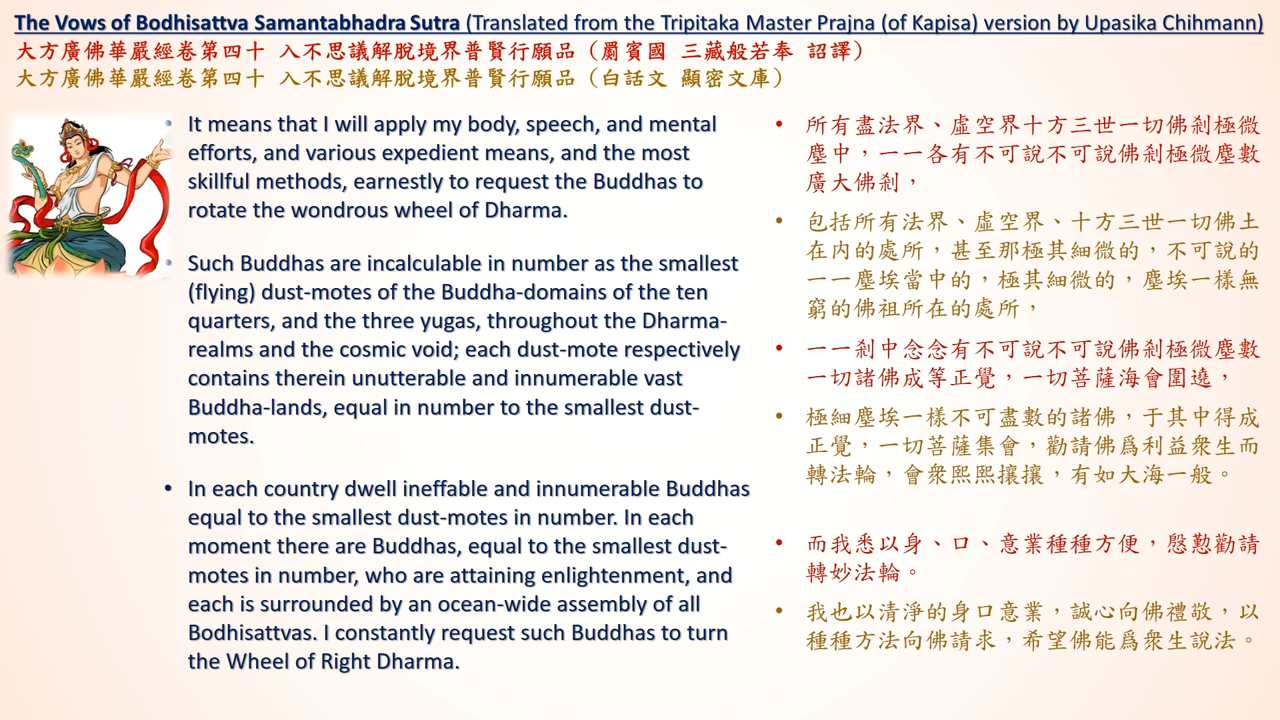 The Vows of Bodhisattva Samantabhadra Sutra (Translated from the Tripitaka Master Prajna (of Kapisa) version by Upasika Chihmann)
大方廣佛華嚴經卷第四十 入不思議解脫境界普賢行願品（罽賓國 三藏般若奉 詔譯）
大方廣佛華嚴經卷第四十 入不思議解脫境界普賢行願品（白話文 顯密文庫）
• It means that I will apply my body, speech, and mental
efforts, and various expedient means, and the most
skillful methods, earnestly to request the Buddhas to
rotate the wondrous wheel of Dharma.
• Such Buddhas are incalculable in number as the smallest
(flying) dust-motes of the Buddha-domains of the ten
quarters, and the three yugas, throughout the Dharma-
realms and the cosmic void; each dust-mote respectively
contains therein unutterable and innumerable vast
Buddha-lands, equal in number to the smallest dust-
motes.
• In each country dwell ineffable and innumerable Buddhas
equal to the smallest dust-motes in number. In each
moment there are Buddhas, equal to the smallest dust-
motes in number, who are attaining enlightenment, and
each is surrounded by an ocean-wide assembly of all
Bodhisattvas. I constantly request such Buddhas to turn
the Wheel of Right Dharma.
• 所有盡法界、虛空界十方三世一切佛剎極微
塵中，一一各有不可說不可說佛剎極微塵數
廣大佛剎，
• 包括所有法界、虛空界、十方三世一切佛土
在内的處所，甚至那極其細微的，不可說的
一一塵埃當中的，極其細微的，塵埃一樣無
窮的佛祖所在的處所，
• 一一剎中念念有不可說不可說佛剎極微塵數
一切諸佛成等正覺，一切菩薩海會圍遶，
• 極細塵埃一樣不可盡數的諸佛，于其中得成
正覺，一切菩薩集會，勸請佛爲利益衆生而
轉法輪，會衆熙熙攘攘，有如大海一般。
• 而我悉以身、口、意業種種方便，慇懃勸請
轉妙法輪。
• 我也以清淨的身口意業，誠心向佛禮敬，以
種種方法向佛請求，希望佛能爲衆生說法。